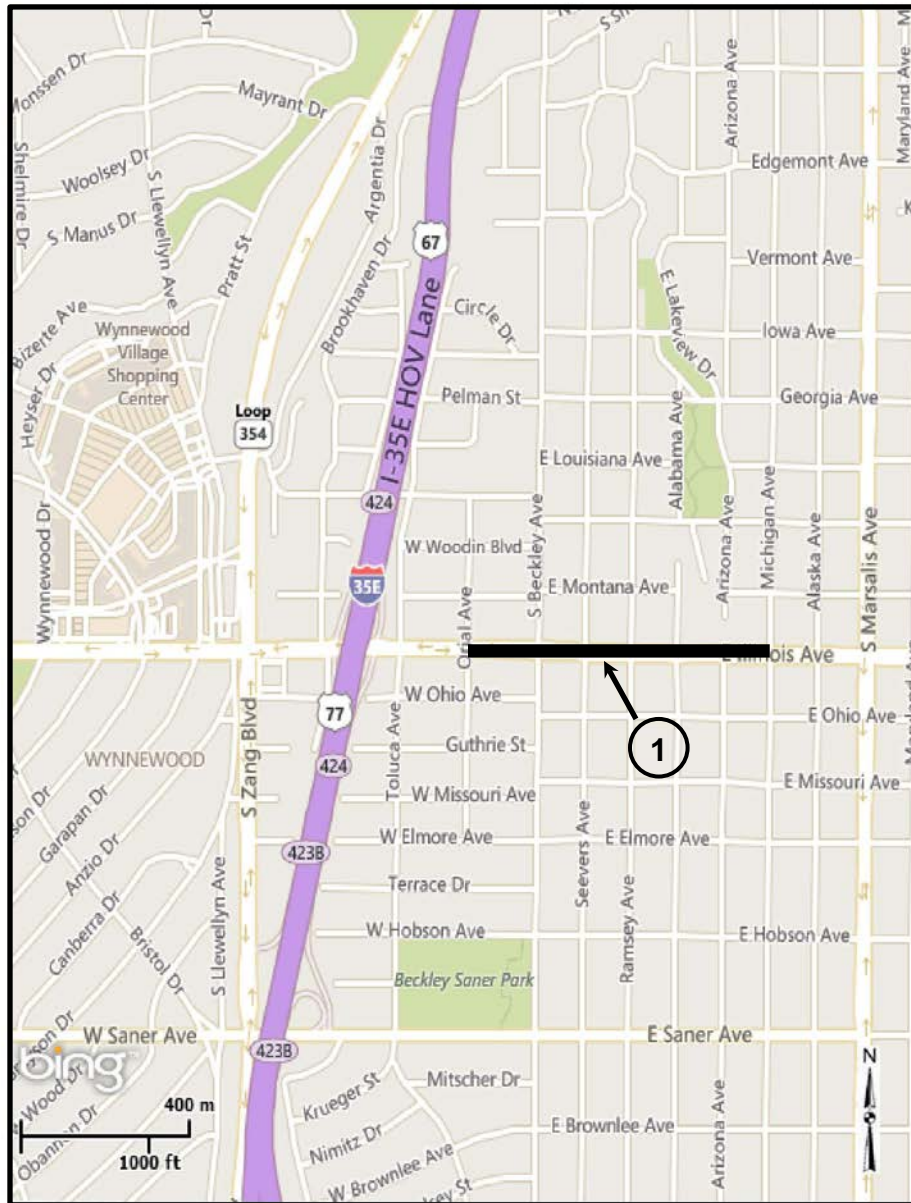 Arizona Ave
Maryland Ave
Monssen Dr
Mayrant Dr
Argentia Dr
Edgemont Ave
Shelmire Dr
Woolsey Dr
S Llewellyn Ave
S Manus Dr
Pratt St
67
Vermont Ave
Brookhaven Dr
Circle Dr
E Lakeview Dr
Bizerte Ave
Wynnewood
Village
Shopping
Center
Iowa Ave
Heyser Dr
Loop
354
I-35E HOV Lane
Pelman St
Georgia Ave
Alabama Ave
E Louisiana Ave
424
Wynnewood Dr
S Beckley Ave
W Woodin Blvd
Arizona Ave
Michigan Ave
Alaska Ave
S Marsalis Ave
35E
E Montana Ave
Opal Ave
Illinois Ave
W Ohio Ave
77
E Ohio Ave
1
WYNNEWOOD
S Zang Blvd
Toluca Ave
Guthrie St
424
E Missouri Ave
W Missouri Ave
Garapan Dr
Anzio Dr
W Elmore Ave
E Elmore Ave
423B
Seevers Ave
Terrace Dr
Canberra Dr
Bristol Dr
S Llewellyn Ave
W Hobson Ave
Ramsey Ave
E Hobson Ave
Beckley Saner Park
W Saner Ave
E Saner Ave
423B
bing
N
Wood Dr
400 m
Mitscher Dr
Krueger St
Obannon Dr
1000 ft
Nimitz Dr
E Brownlee Ave
Arizona Ave
W Brownlee Ave